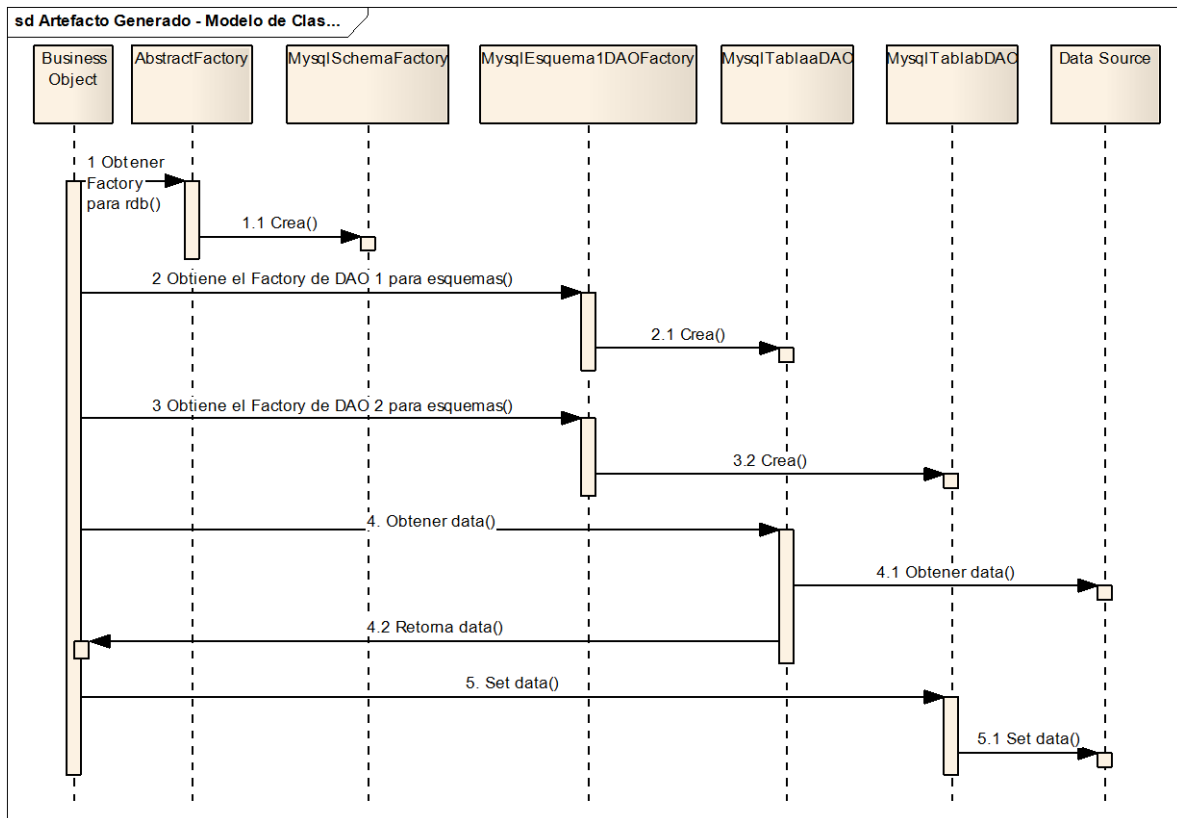 sd Artefacto Generado - Modelo de Clas...
Business
Object
AbstractFactory
MysqlSchemaFactory
MysqlEsquema1DAOFactory
MysqlTablaaDAO
MysqlTablabDAO
Data Source
1 Obtener
Factory
para rdb()
1.1 Crea()
2 Obtiene el Factory de DAO 1 para esquemas()
2.1 Crea()
3 Obtiene el Factory de DAO 2 para esquemas()
3.2 Crea()
4. Obtener data()
4.1 Obtener data()
4.2 Retorna data()
5. Set data()
5.1 Set data()